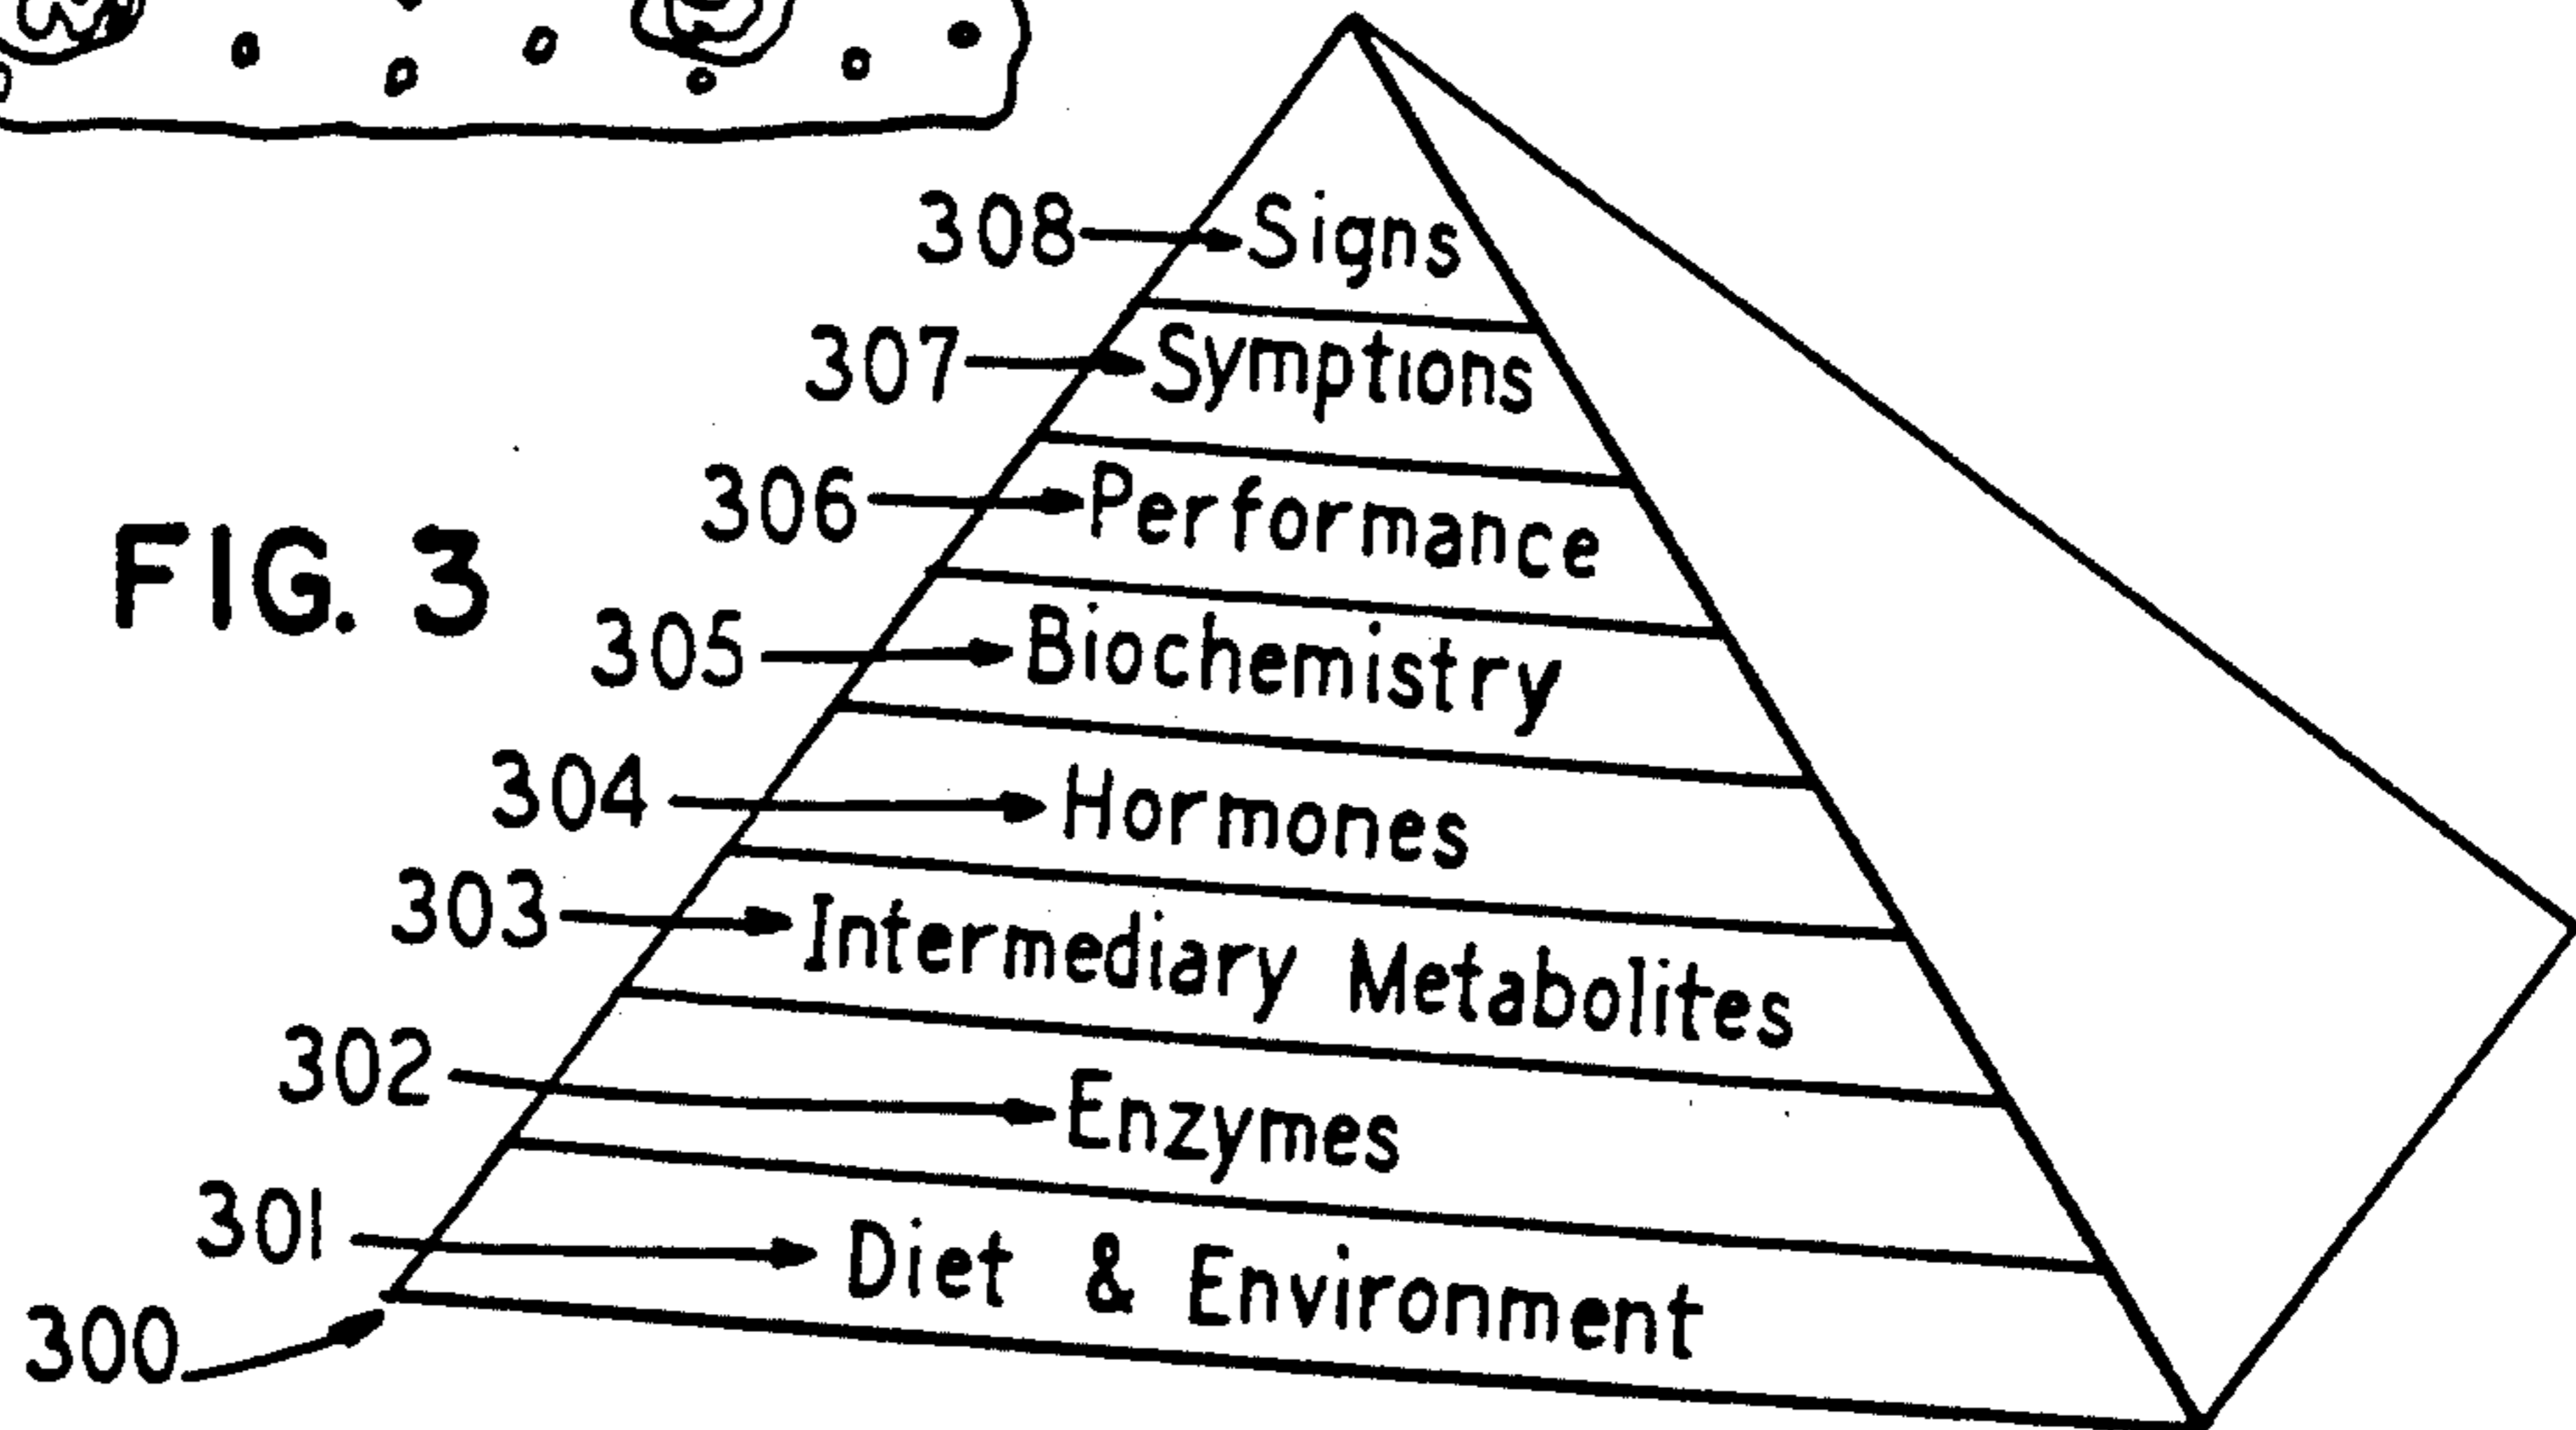 308 Signs
307 Symptions
306 Performance
FIG. 3
305 Biochemistry
304 Hormones
303 Intermediary Metabolites
302 Enzymes
301 Diet & Environment
300